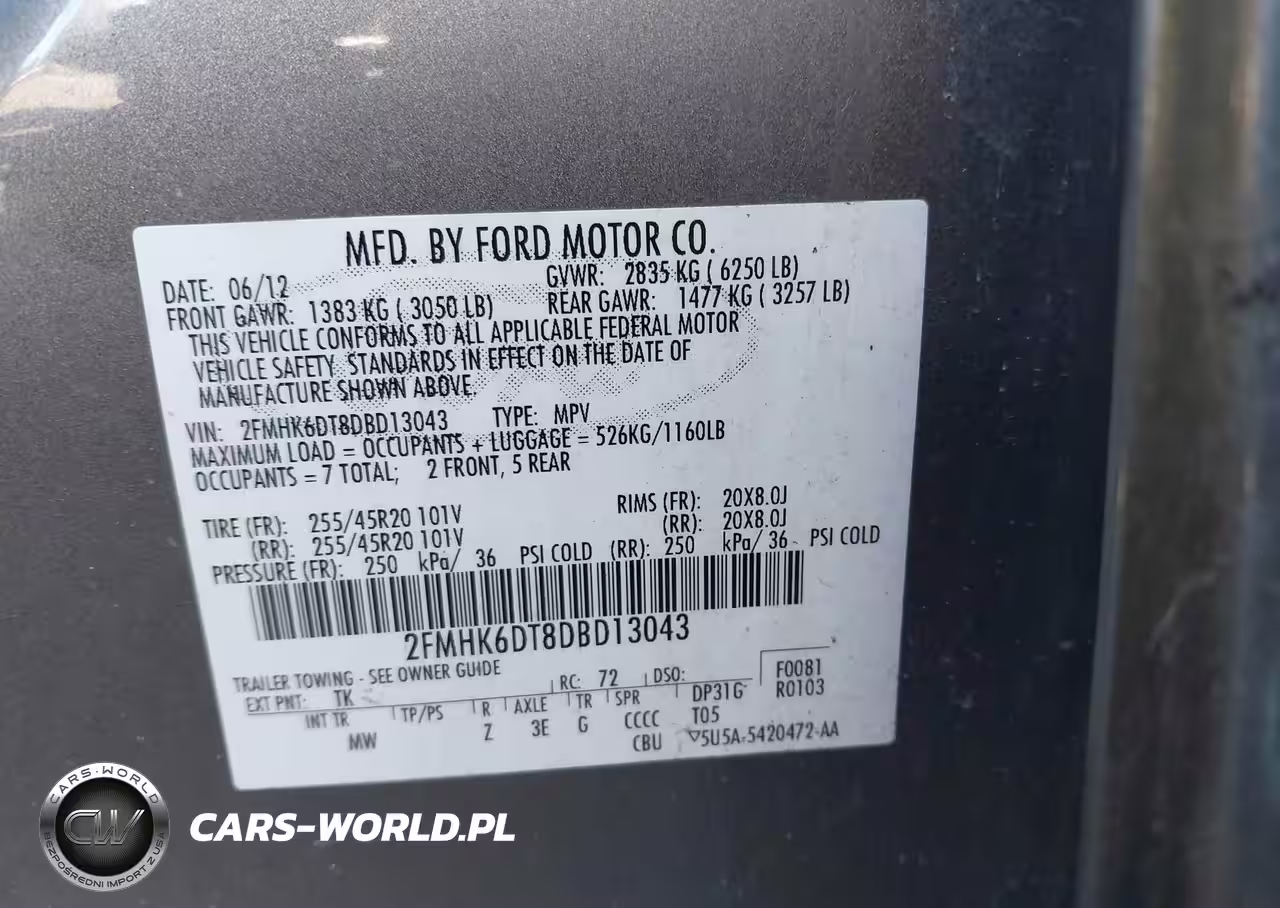 MFD. BY FORD MOTOR CO.
DATE: 06/12 GVWR: 2835 KG ( 6250 LB)
FRONT GAWR: 1383 KG ( 3050 LB) REAR GAWR: 1477 KG ( 3257 LB)
THIS VEHICLE CONFORMS TO ALL APPLICABLE FEDERAL MOTOR
VEHICLE SAFETY STANDARDS IN EFFECT ON THE DATE OF
MANUFACTURE SHOWN ABOVE.
VIN: 2FMHK6DT8DBD13043 TYPE: MPV
MAXIMUM LOAD = OCCUPANTS + LUGGAGE = 526KG/1160LB
OCCUPANTS = 7 TOTAL; 2 FRONT, 5 REAR
TIRE (FR): 255/45R20 101V RIMS (FR): 20X8.0J
(RR): 255/45R20 101V (RR): 20X8.0J
PRESSURE (FR): 250 kPa/ 36 PSI COLD (RR): 250 kPa/ 36 PSI COLD
2FMHK6DT8DBD13043
TRAILER TOWING - SEE OWNER GUIDE
EXT PNT: TK RC: 72 DSO: F0081
R0103
INT TR TP/PS R AXLE TR SPR DP31G
MW Z 3E G CCCC T05
CBU ▽5U5A-5420472-AA
CARS-WORLD
CW
BEZPOŚREDNI IMPORT Z USA
CARS-WORLD.PL